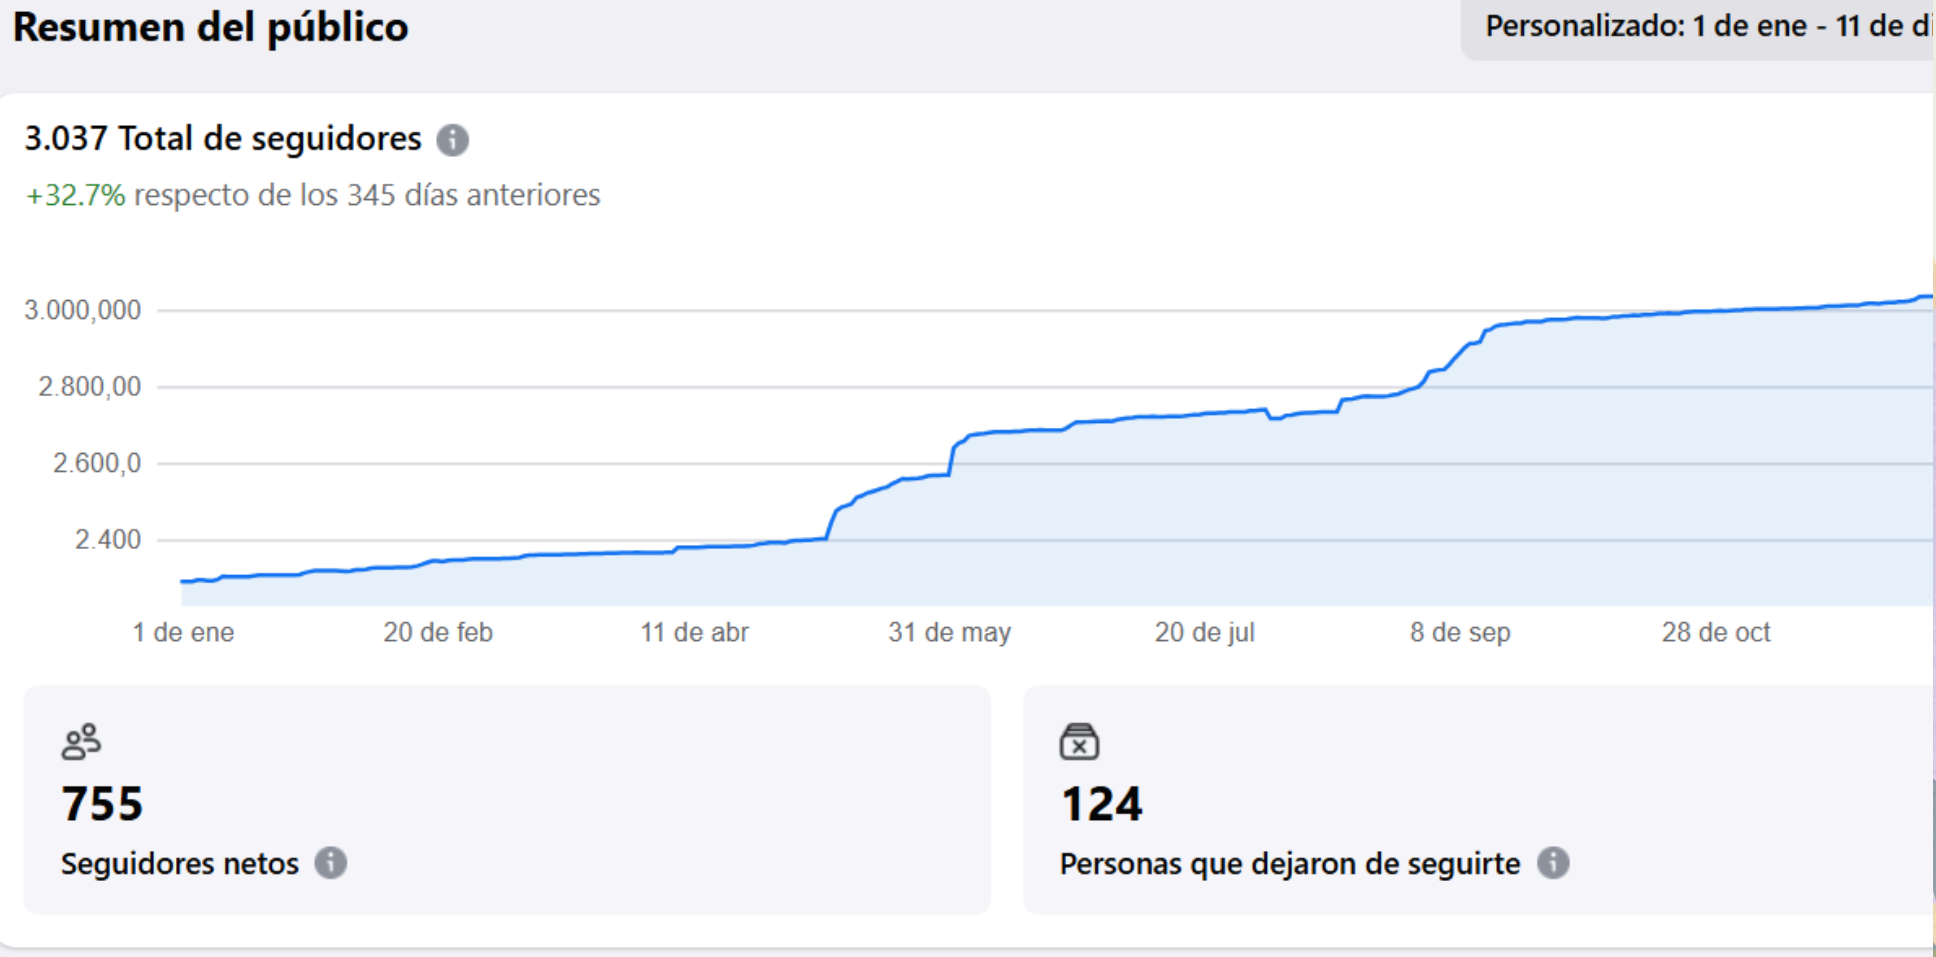 Resumen del público
Personalizado: 1 de ene - 11 de di
3.037 Total de seguidores
+32.7% respecto de los 345 días anteriores
3.000,000
2.800,00
2.600,0
2.400
1 de ene
20 de feb
11 de abr
31 de may
20 de jul
8 de sep
28 de oct
755
Seguidores netos
124
Personas que dejaron de seguirte